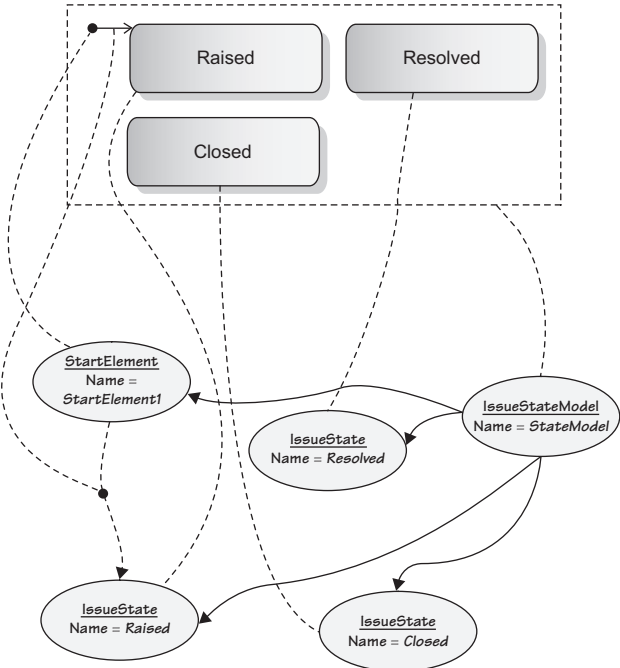 Raised
Resolved
Closed
StartElement
Name =
StartElement1
IssueStateModel
Name = StateModel
IssueState
Name = Resolved
IssueState
Name = Raised
IssueState
Name = Closed